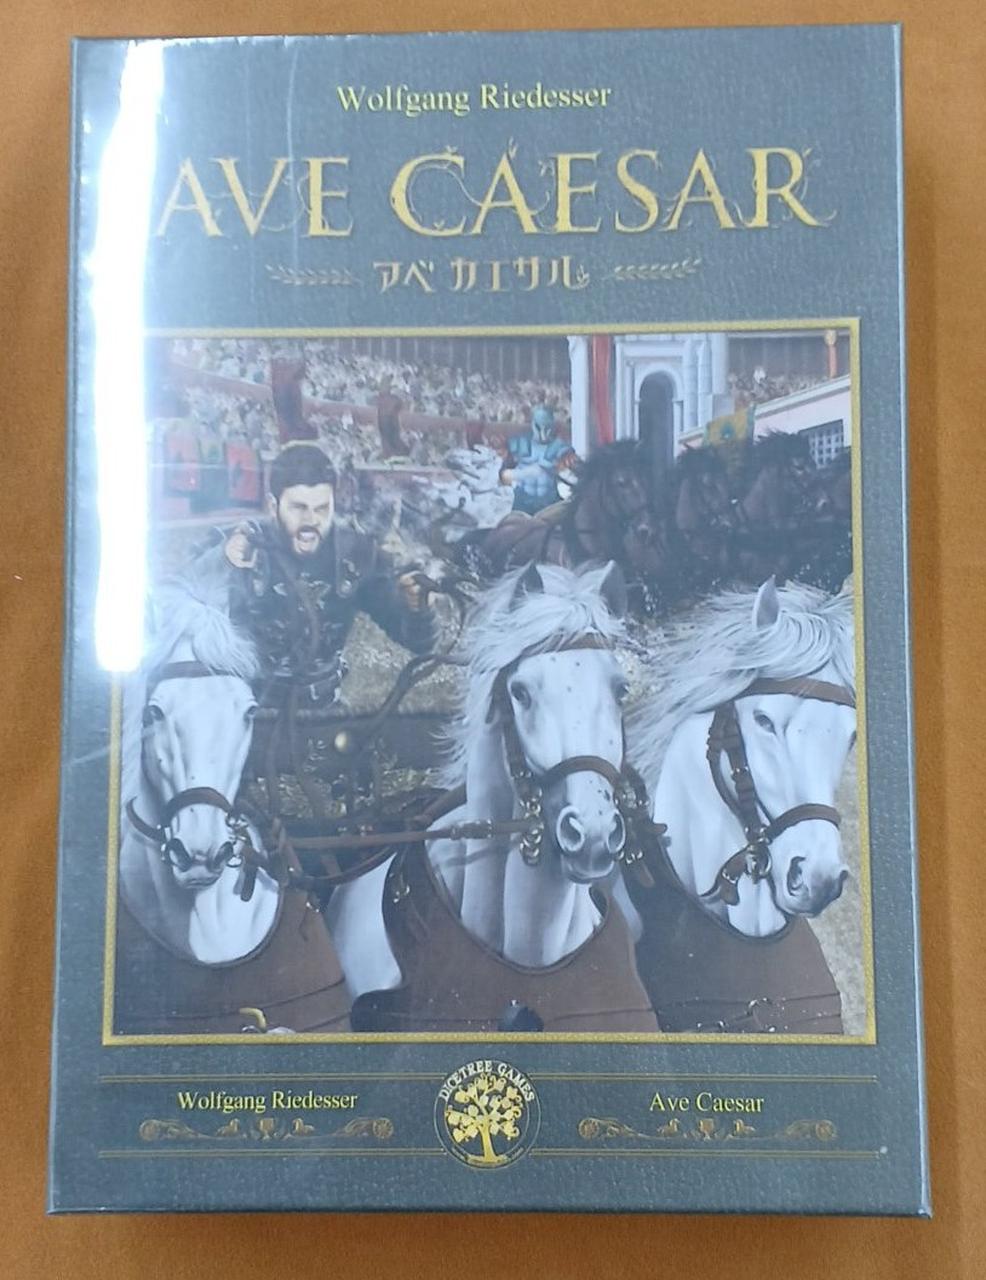 Wolfgang Riedesser
AVE CAESAR
アベ カエサル
DICETREE GAMES
Wolfgang Riedesser
Ave Caesar